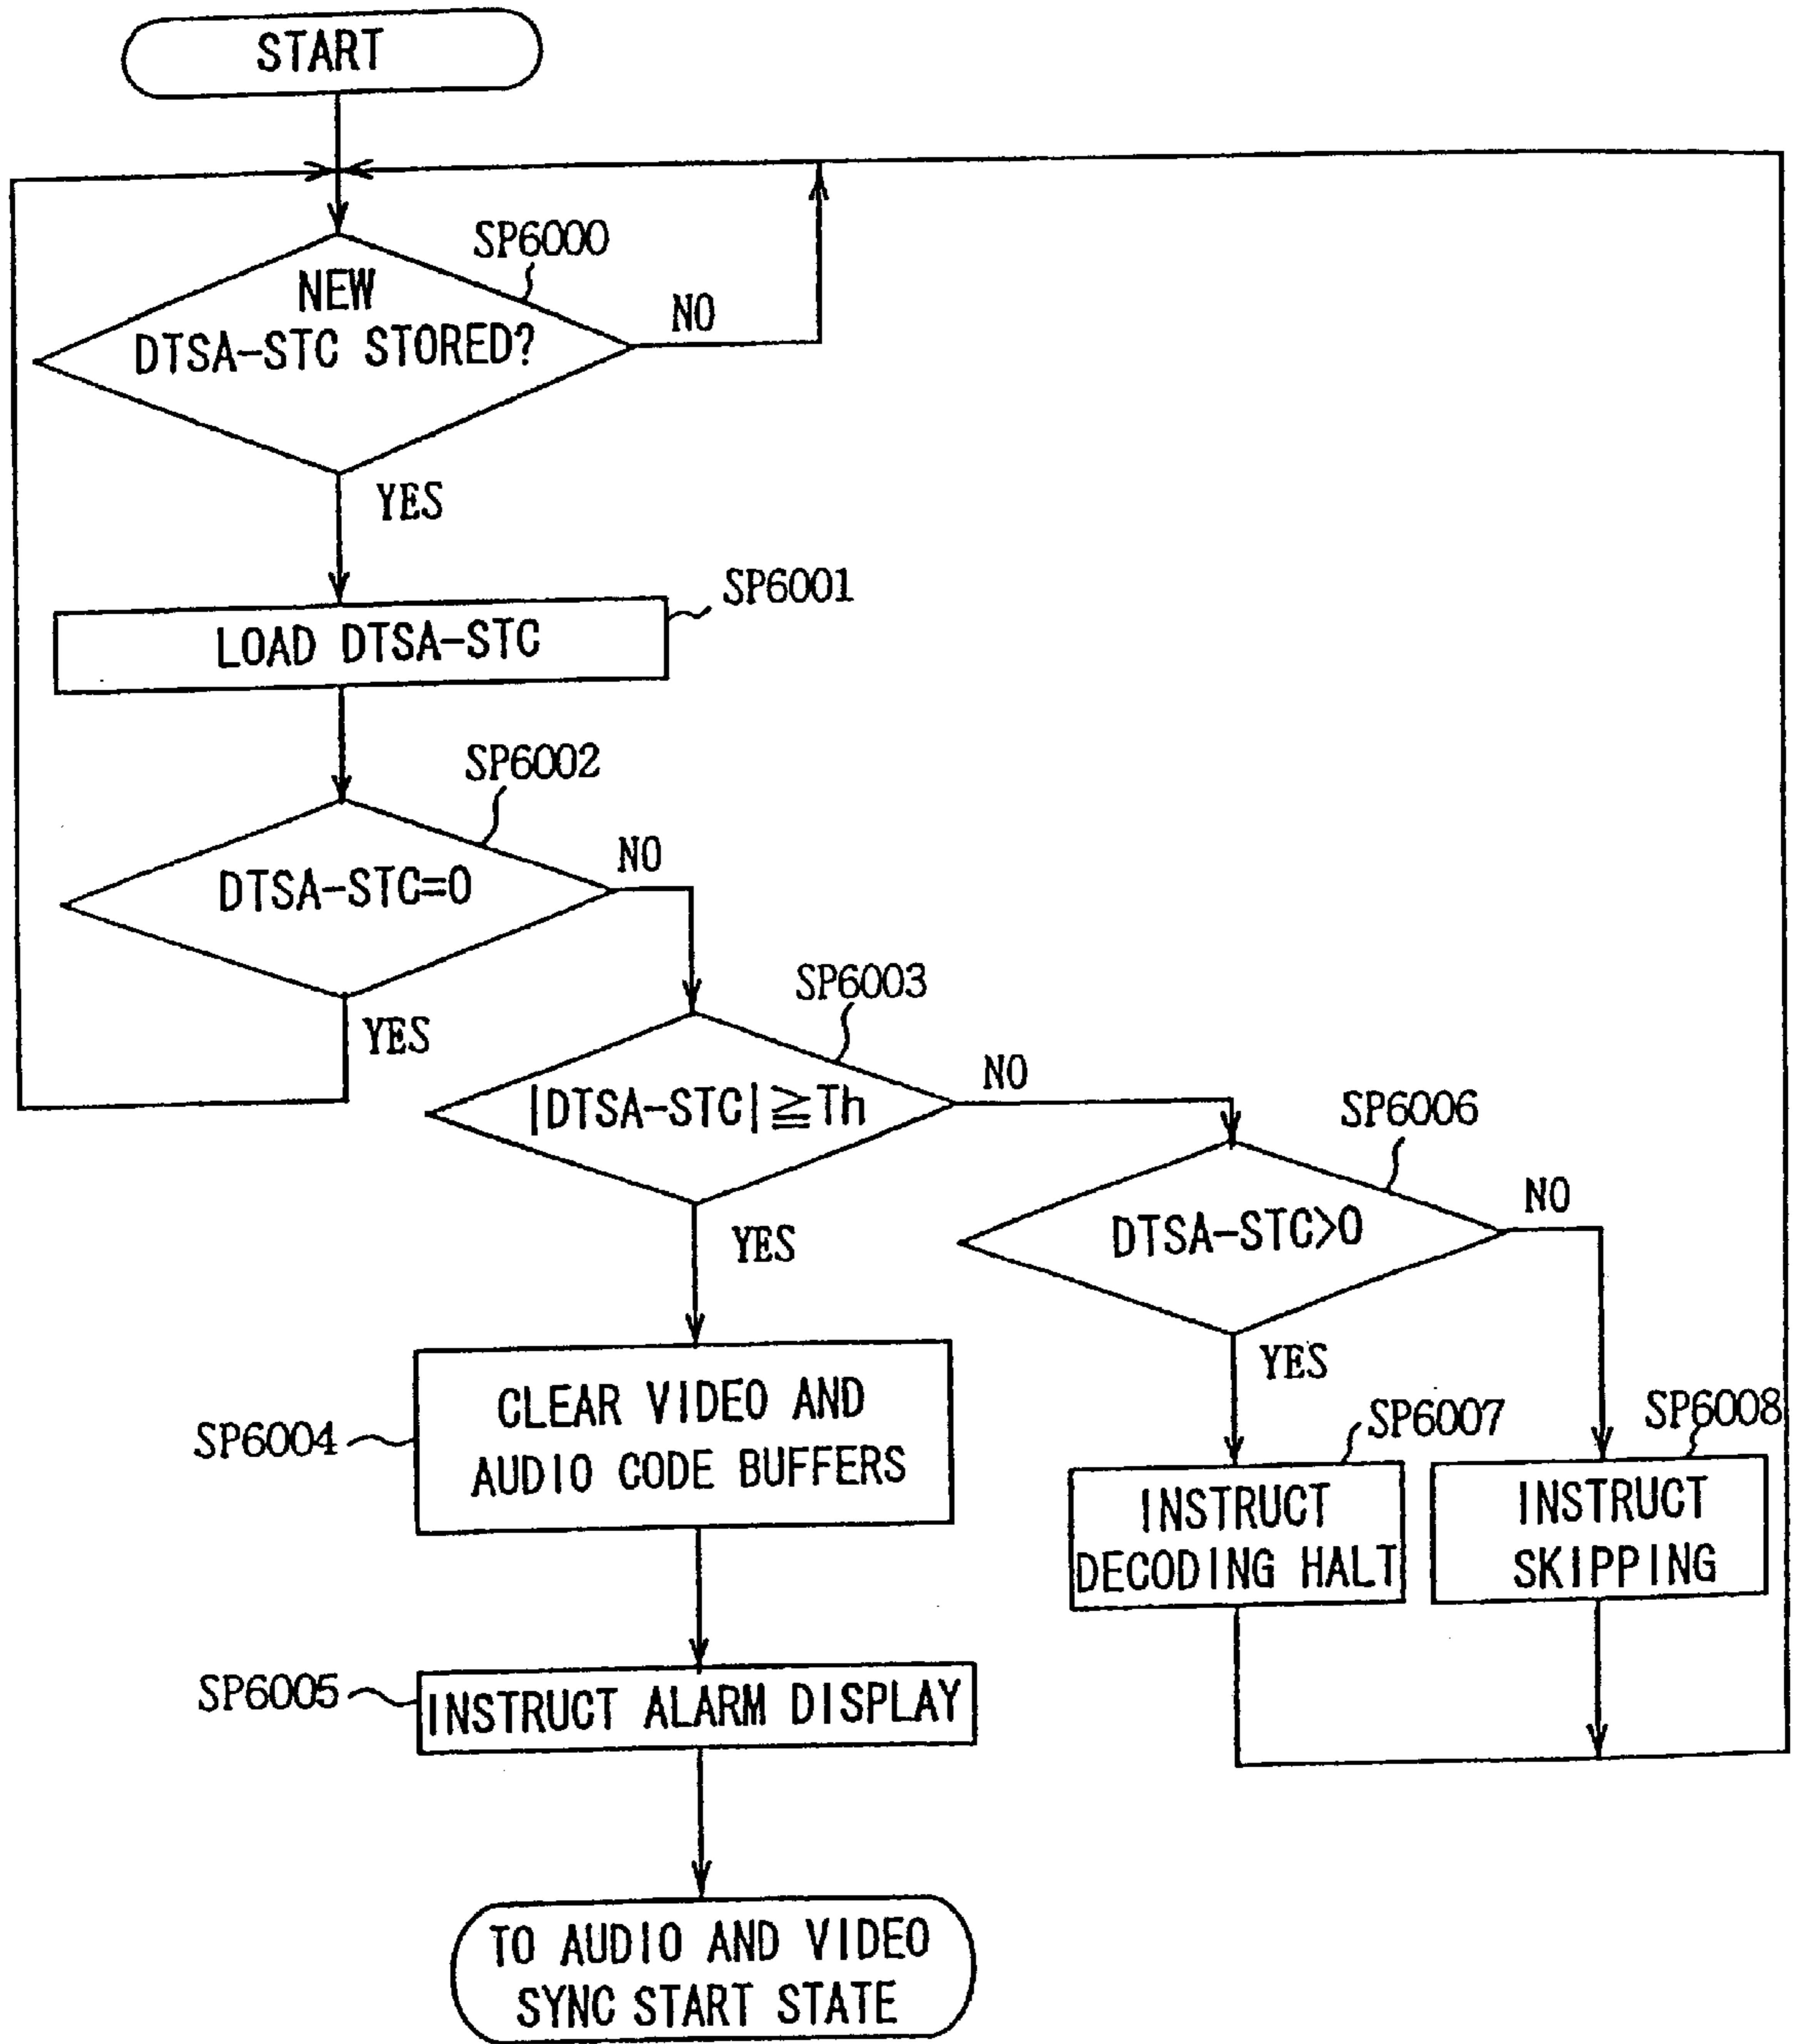 START
SP6000
NEW
DTSA-STC STORED?
NO
YES
SP6001
LOAD DTSA-STC
SP6002
DTSA-STC=0
NO
YES
SP6003
|DTSA-STC|≧Th
NO
YES
SP6006
DTSA-STC>0
NO
YES
SP6004
CLEAR VIDEO AND
AUDIO CODE BUFFERS
SP6007
INSTRUCT
DECODING HALT
SP6008
INSTRUCT
SKIPPING
SP6005
INSTRUCT ALARM DISPLAY
TO AUDIO AND VIDEO
SYNC START STATE